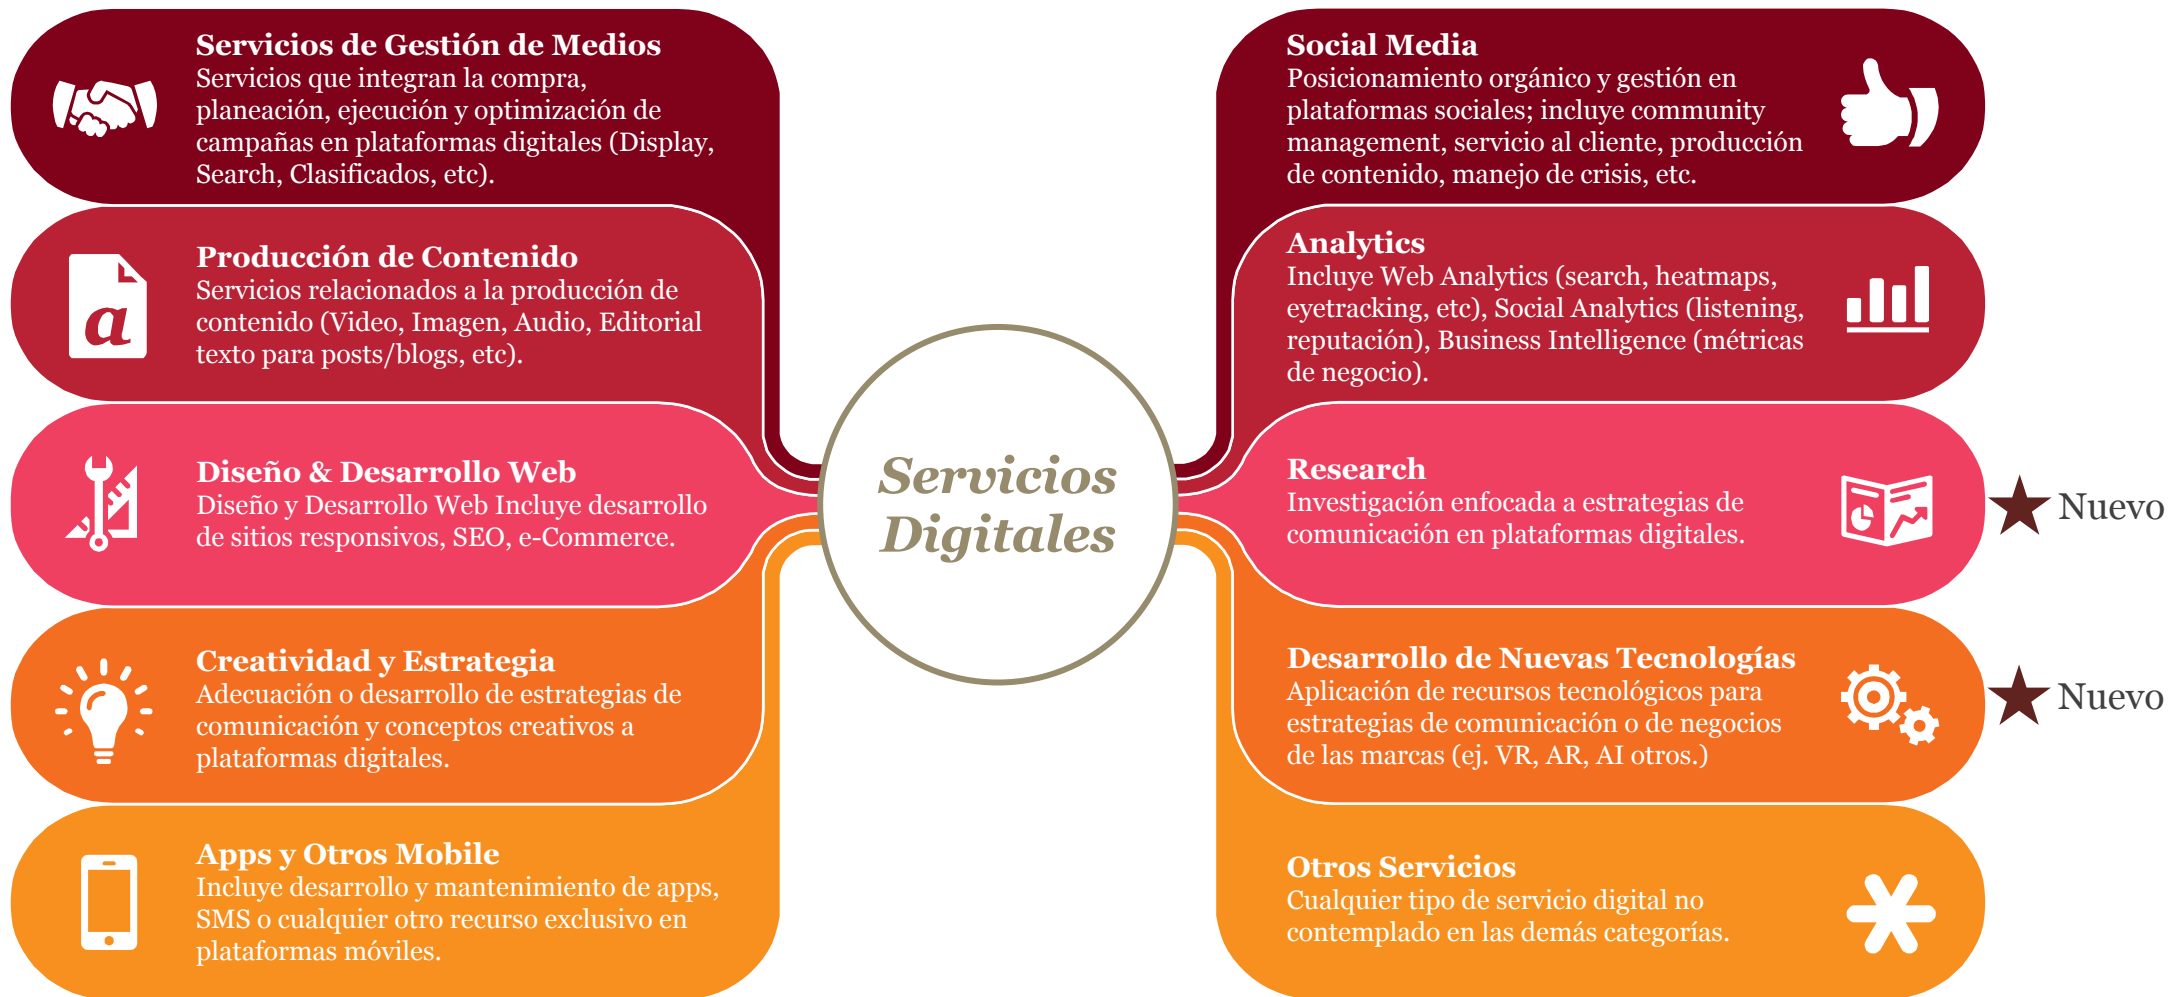 Servicios de Gestión de Medios
Servicios que integran la compra,
planeación, ejecución y optimización de
campañas en plataformas digitales (Display,
Search, Clasificados, etc).
Producción de Contenido
Servicios relacionados a la producción de
contenido (Video, Imagen, Audio, Editorial
texto para posts/blogs, etc).
a
Diseño & Desarrollo Web
Diseño y Desarrollo Web Incluye desarrollo
de sitios responsivos, SEO, e-Commerce.
Creatividad y Estrategia
Adecuación o desarrollo de estrategias de
comunicación y conceptos creativos a
plataformas digitales.
Apps y Otros Mobile
Incluye desarrollo y mantenimiento de apps,
SMS o cualquier otro recurso exclusivo en
plataformas móviles.
Servicios
Digitales
Social Media
Posicionamiento orgánico y gestión en
plataformas sociales; incluye community
management, servicio al cliente, producción
de contenido, manejo de crisis, etc.
Analytics
Incluye Web Analytics (search, heatmaps,
eyetracking, etc), Social Analytics (listening,
reputación), Business Intelligence (métricas
de negocio).
Research
Investigación enfocada a estrategias de
comunicación en plataformas digitales.
Nuevo
Desarrollo de Nuevas Tecnologías
Aplicación de recursos tecnológicos para
estrategias de comunicación o de negocios
de las marcas (ej. VR, AR, AI otros.)
Nuevo
Otros Servicios
Cualquier tipo de servicio digital no
contemplado en las demás categorías.